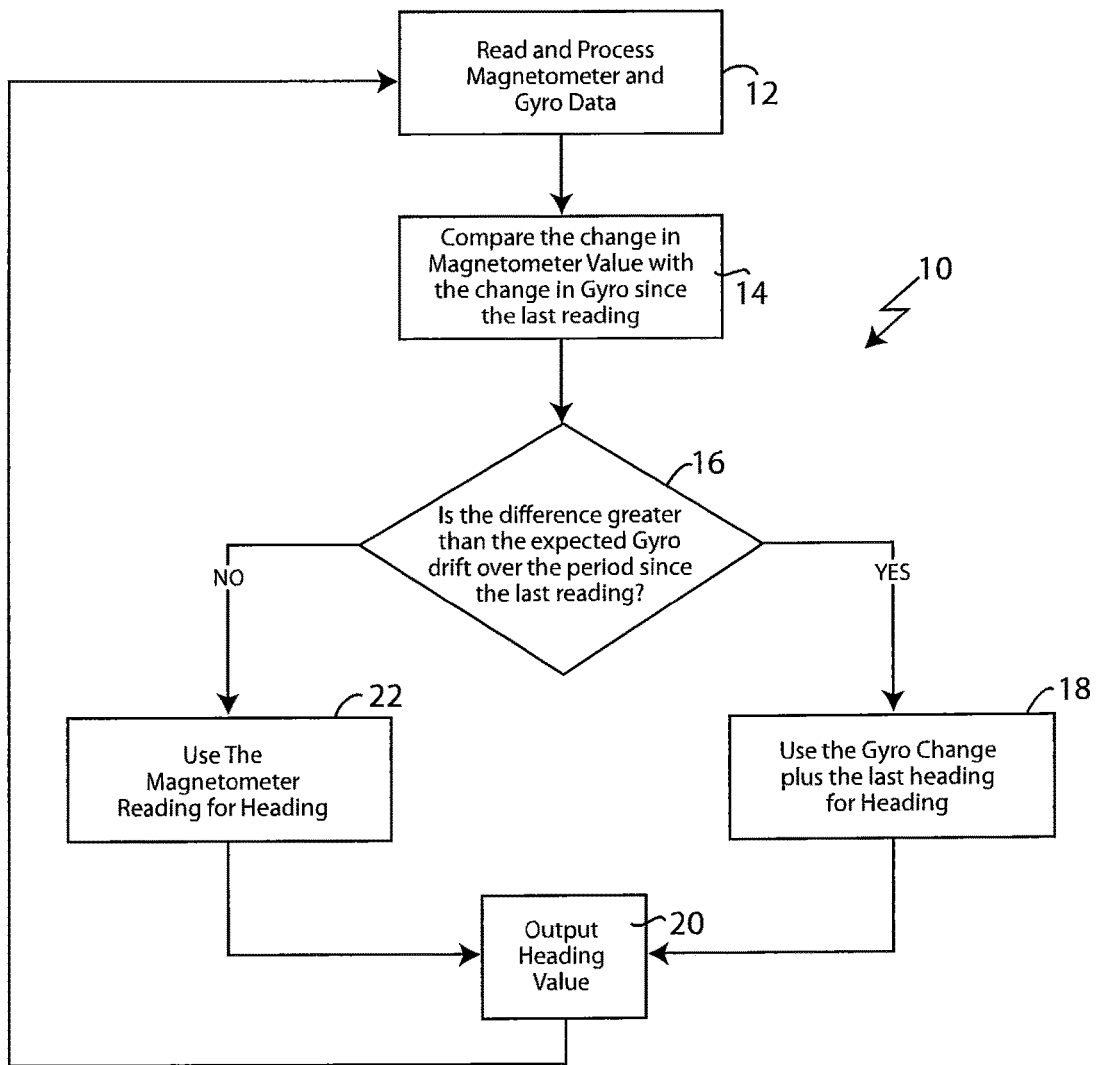 Read and Process
Magnetometer and
Gyro Data
12
Compare the change in
Magnetometer Value with
the change in Gyro since
the last reading
14
10
16
Is the difference greater
than the expected Gyro
drift over the period since
the last reading?
NO
YES
22
Use The
Magnetometer
Reading for Heading
18
Use the Gyro Change
plus the last heading
for Heading
20
Output
Heading
Value